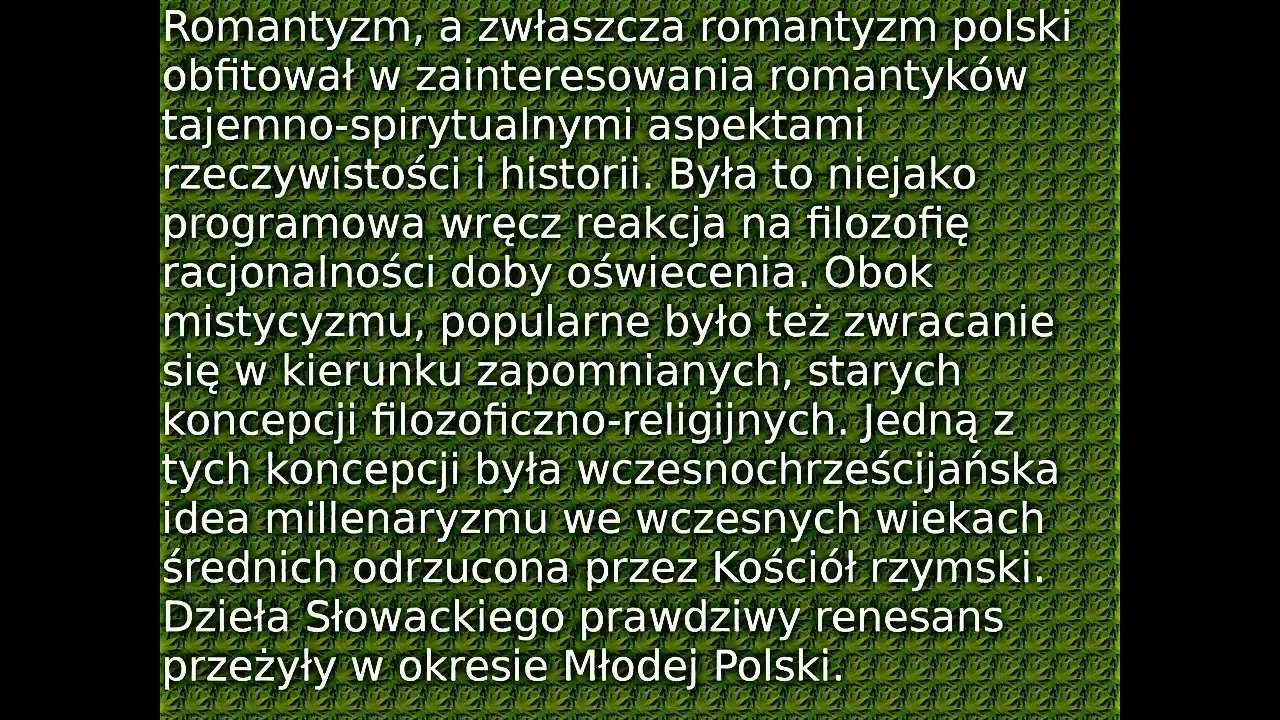 Romantyzm, a zwłaszcza romantyzm polski
obfitował w zainteresowania romantyków
tajemno-spirytualnymi aspektami
rzeczywistości i historii. Była to niejako
programowa wręcz reakcja na filozofię
racjonalności doby oświecenia. Obok
mistycyzmu, popularne było też zwracanie
się w kierunku zapomnianych, starych
koncepcji filozoficzno-religijnych. Jedną z
tych koncepcji była wczesnochrześcijańska
idea millenaryzmu we wczesnych wiekach
średnich odrzucona przez Kościół rzymski.
Dzieła Słowackiego prawdziwy renesans
przeżyły w okresie Młodej Polski.